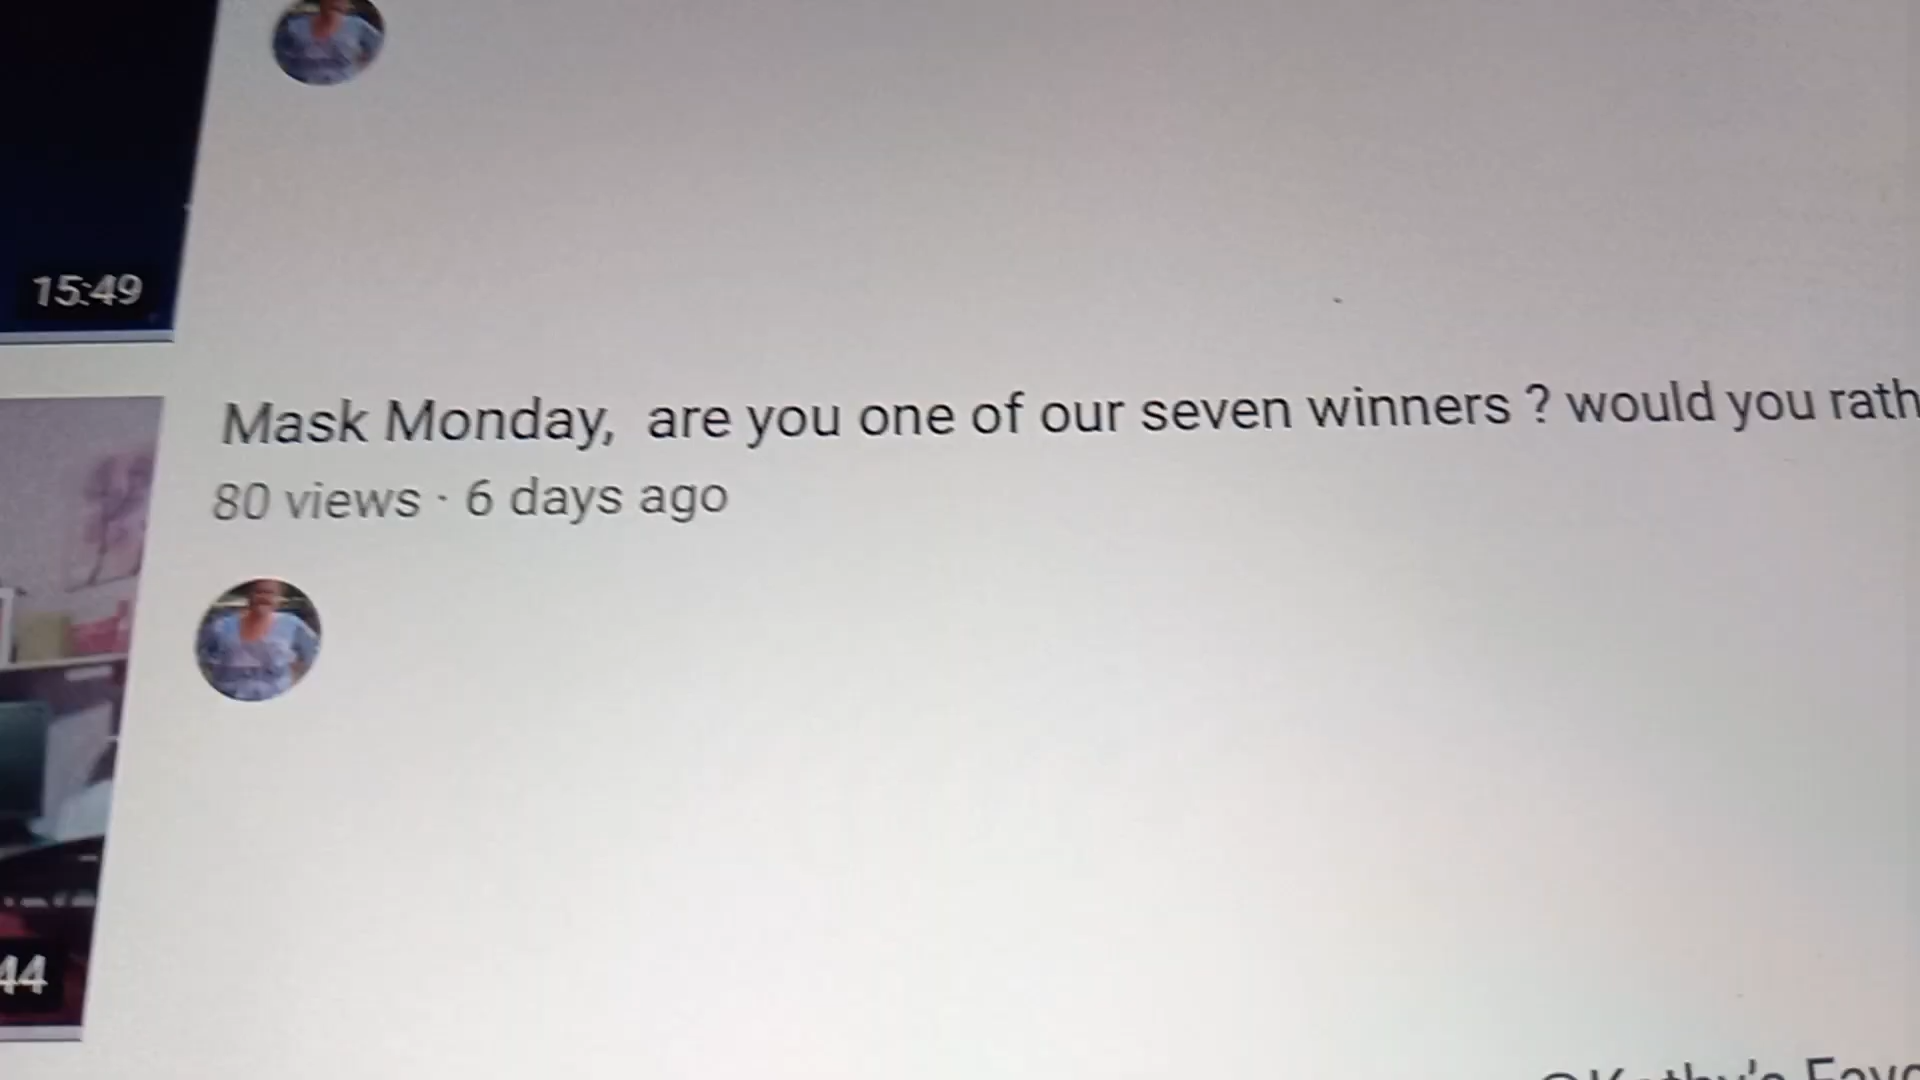 15:49
Mask Monday, are you one of our seven winners ? would you rath
80 views · 6 days ago
44